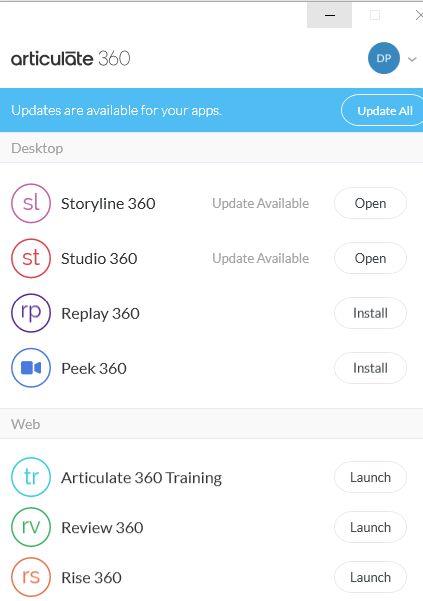 articulate 360
DP
Updates are available for your apps.
Update All
Desktop
sl Storyline 360 Update Available Open
st Studio 360 Update Available Open
rp Replay 360 Install
Peek 360 Install
Web
tr Articulate 360 Training Launch
rv Review 360 Launch
rs Rise 360 Launch